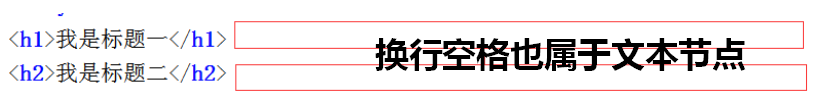 <h1>我是标题一</h1>
换行空格也属于文本节点
<h2>我是标题二</h2>